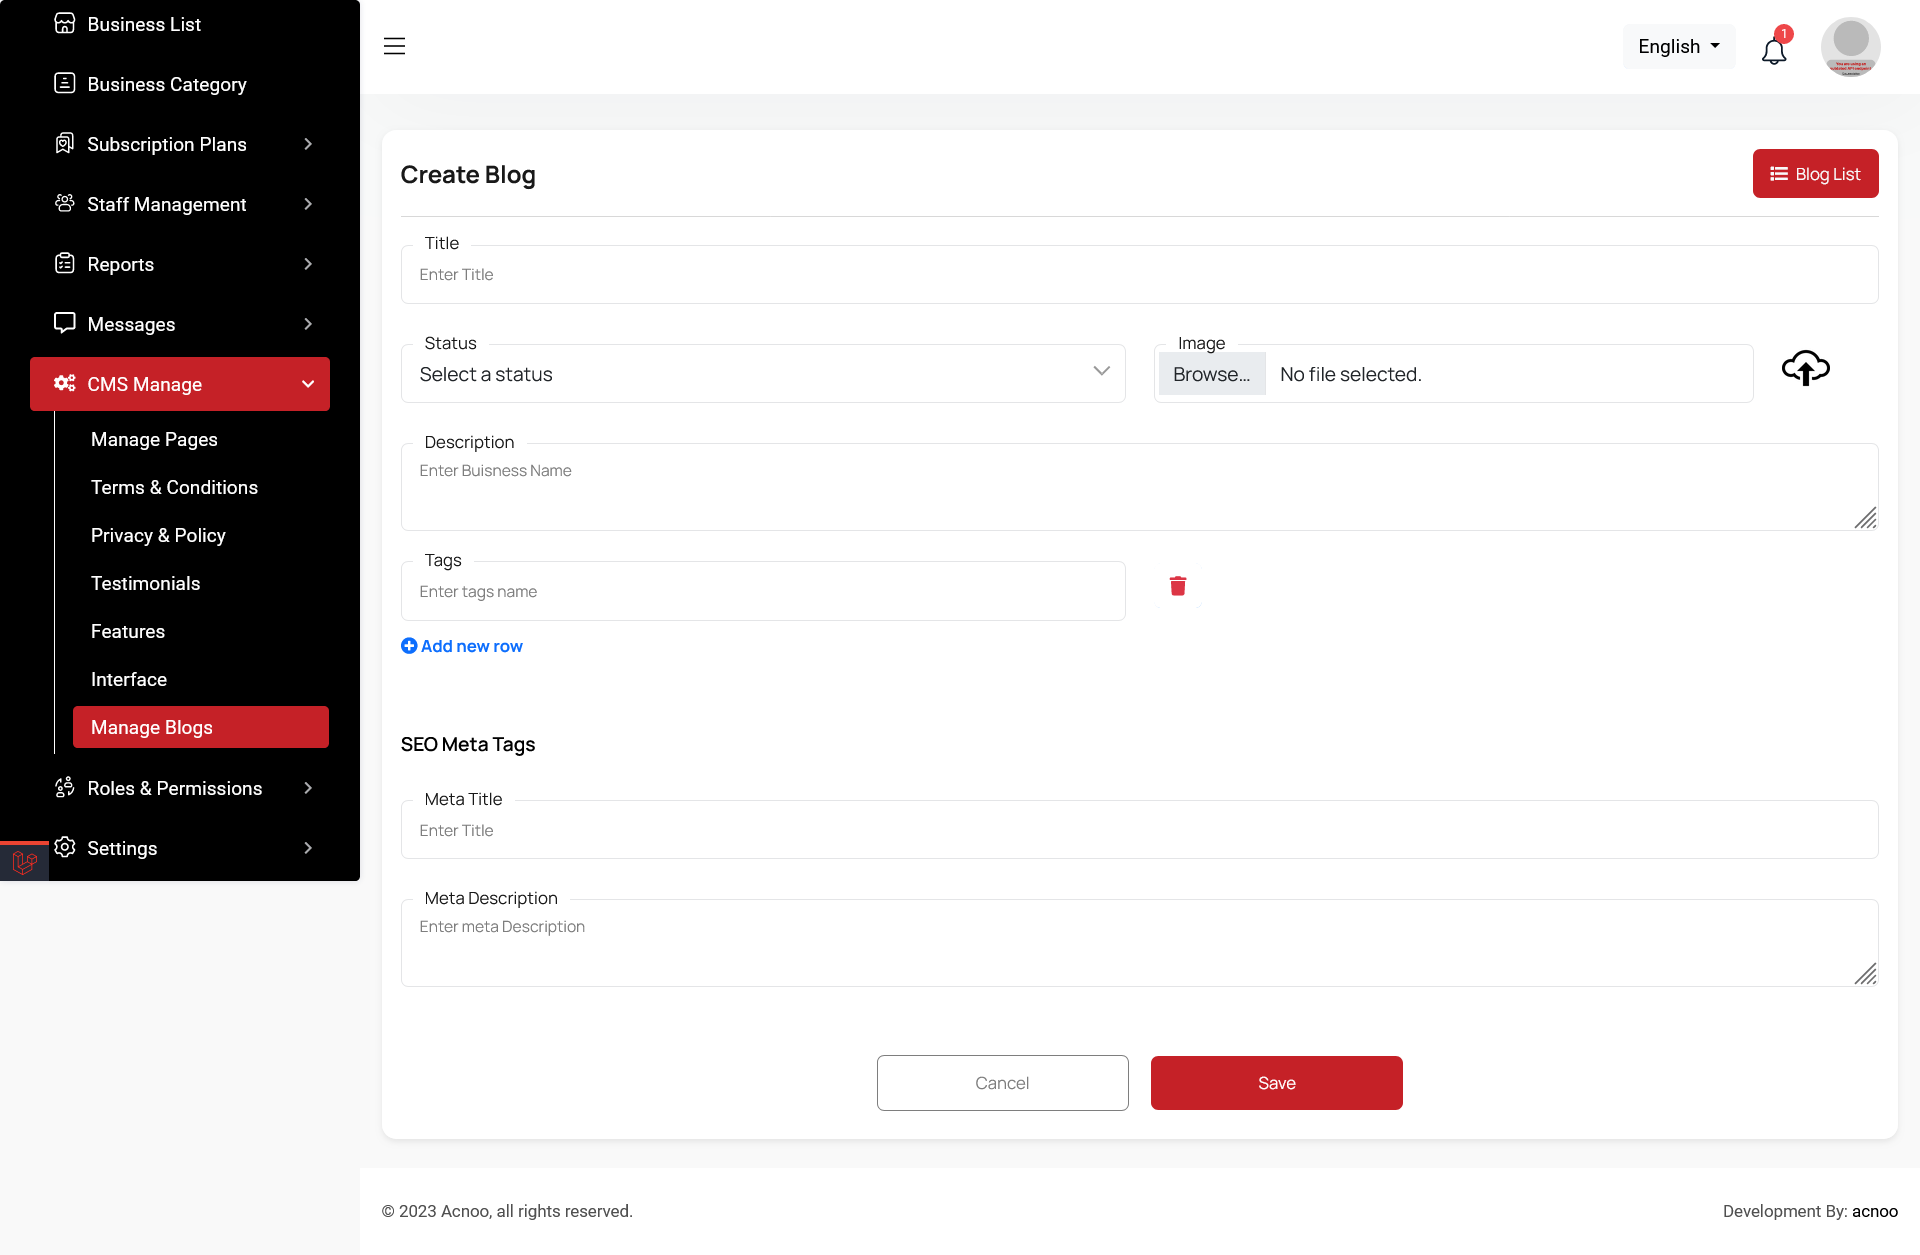 Business List
Business Category
Subscription Plans
Staff Management
Reports
Messages
CMS Manage
Manage Pages
Terms & Conditions
Privacy & Policy
Testimonials
Features
Interface
Manage Blogs
Roles & Permissions
Settings
English
1
Create Blog
Blog List
Title
Enter Title
Status
Select a status
Image
Browse... No file selected.
Description
Enter Buisness Name
Tags
Enter tags name
Add new row
SEO Meta Tags
Meta Title
Enter Title
Meta Description
Enter meta Description
Cancel
Save
© 2023 Acnoo, all rights reserved.
Development By: acnoo